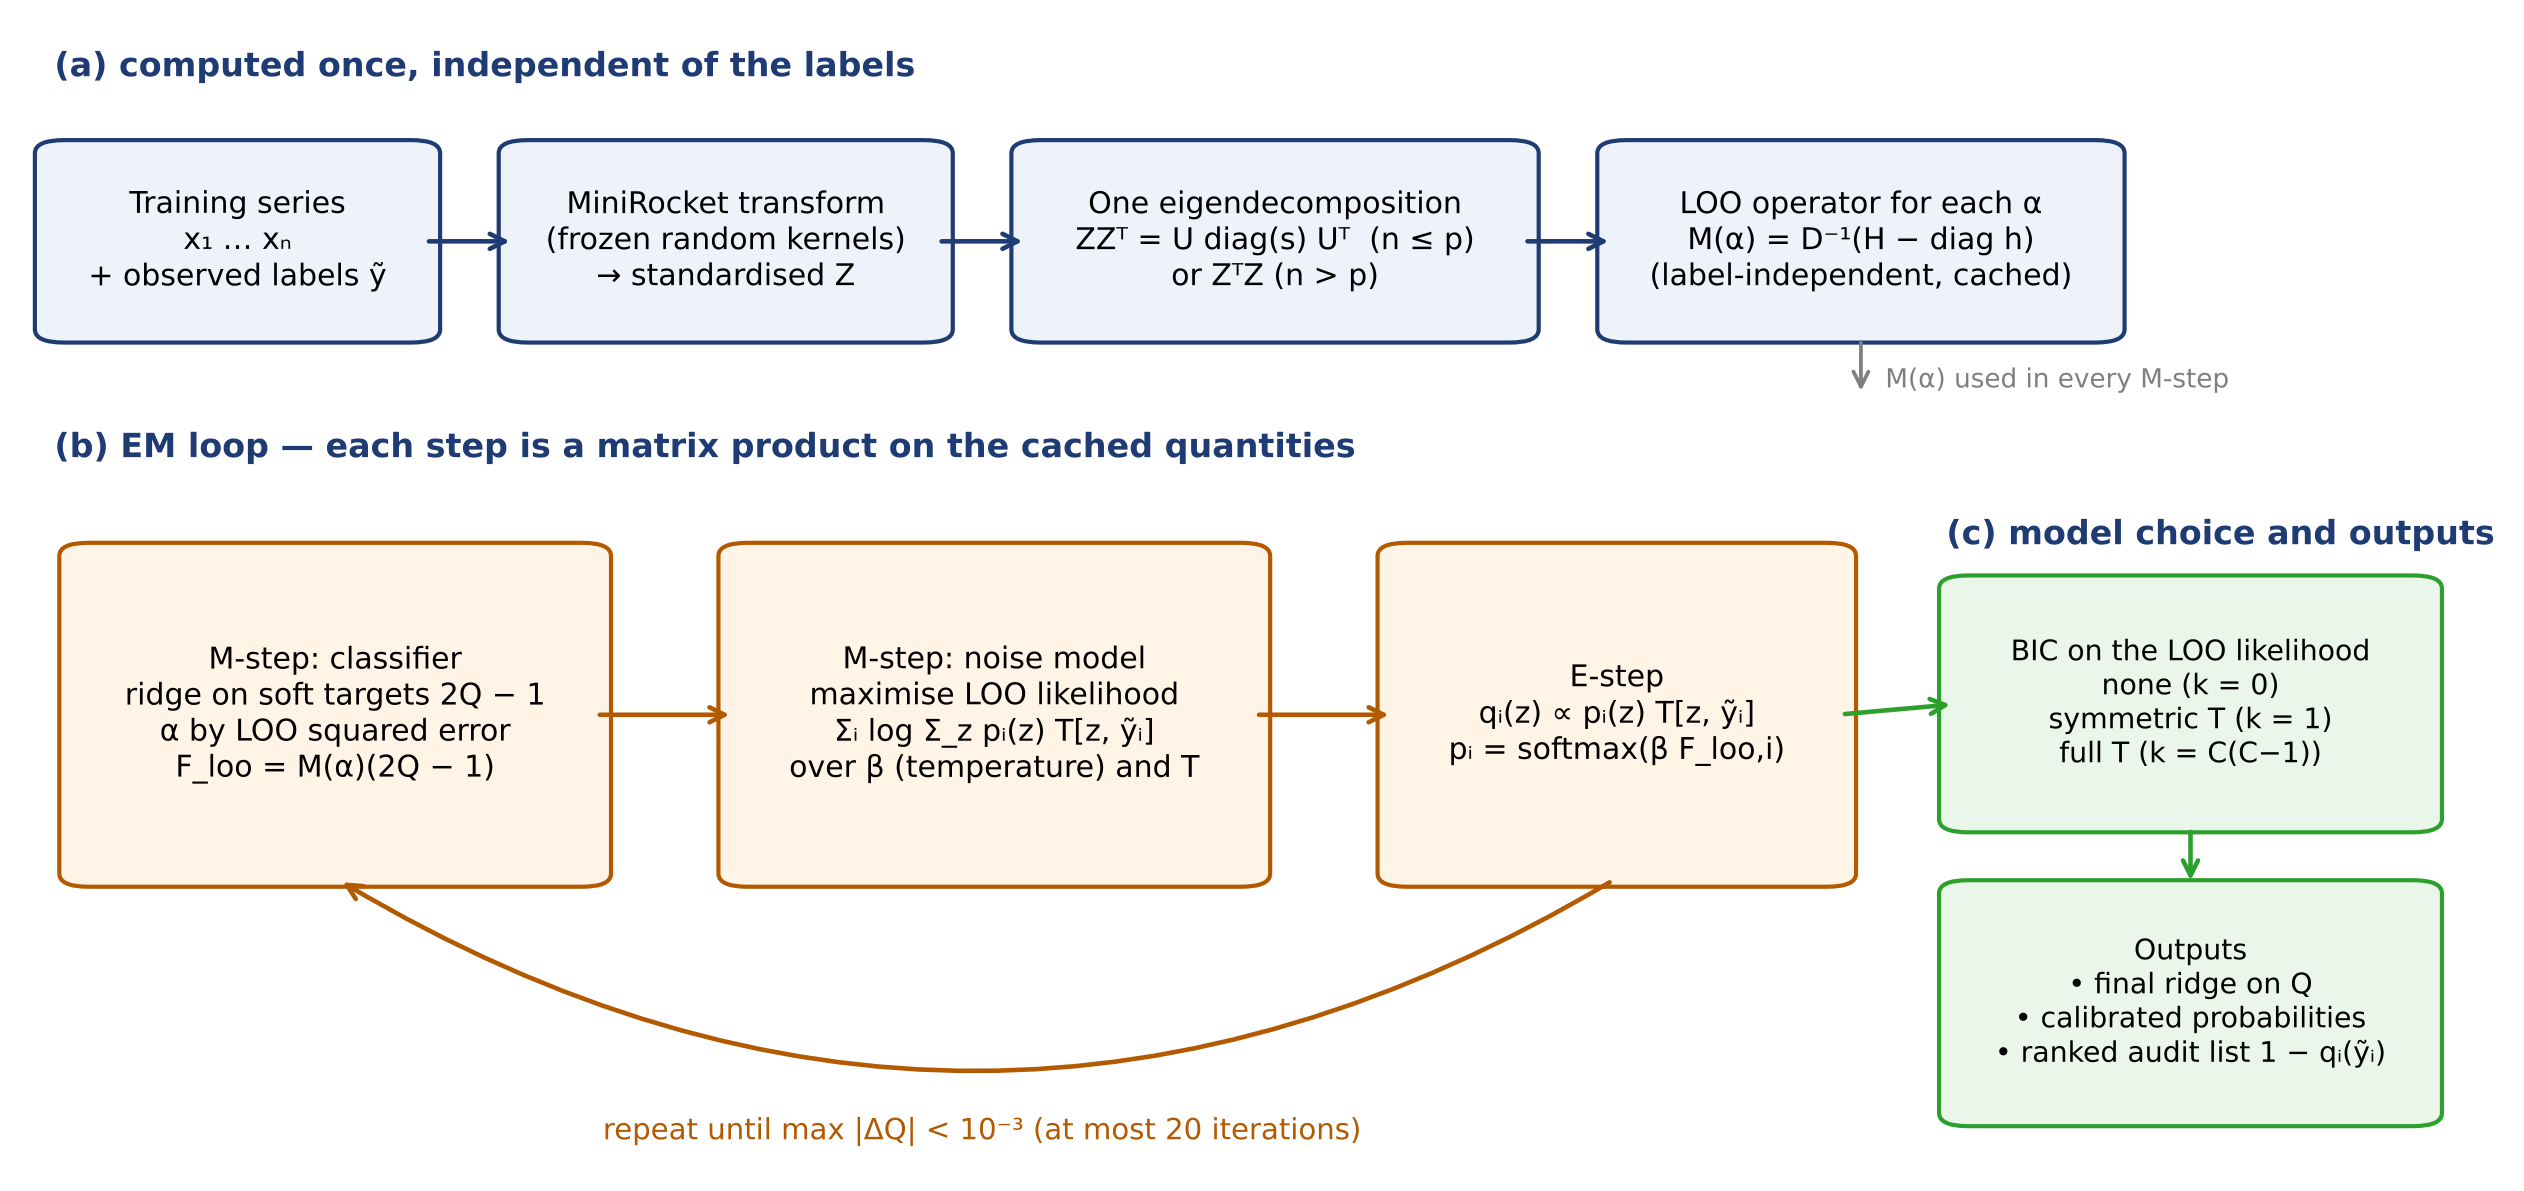 (a) computed once, independent of the labels
Training series
x₁ … xₙ
+ observed labels ỹ
MiniRocket transform
(frozen random kernels)
→ standardised Z
One eigendecomposition
ZZᵀ = U diag(s) Uᵀ (n ≤ p)
or ZᵀZ (n > p)
LOO operator for each α
M(α) = D⁻¹(H − diag h)
(label-independent, cached)
M(α) used in every M-step
(b) EM loop — each step is a matrix product on the cached quantities
M-step: classifier
ridge on soft targets 2Q − 1
α by LOO squared error
F_loo = M(α)(2Q − 1)
M-step: noise model
maximise LOO likelihood
Σᵢ log Σ_z pᵢ(z) T[z, ỹᵢ]
over β (temperature) and T
E-step
qᵢ(z) ∝ pᵢ(z) T[z, ỹᵢ]
pᵢ = softmax(β F_loo,i)
repeat until max |ΔQ| < 10⁻³ (at most 20 iterations)
(c) model choice and outputs
BIC on the LOO likelihood
none (k = 0)
symmetric T (k = 1)
full T (k = C(C−1))
Outputs
• final ridge on Q
• calibrated probabilities
• ranked audit list 1 − qᵢ(ỹᵢ)